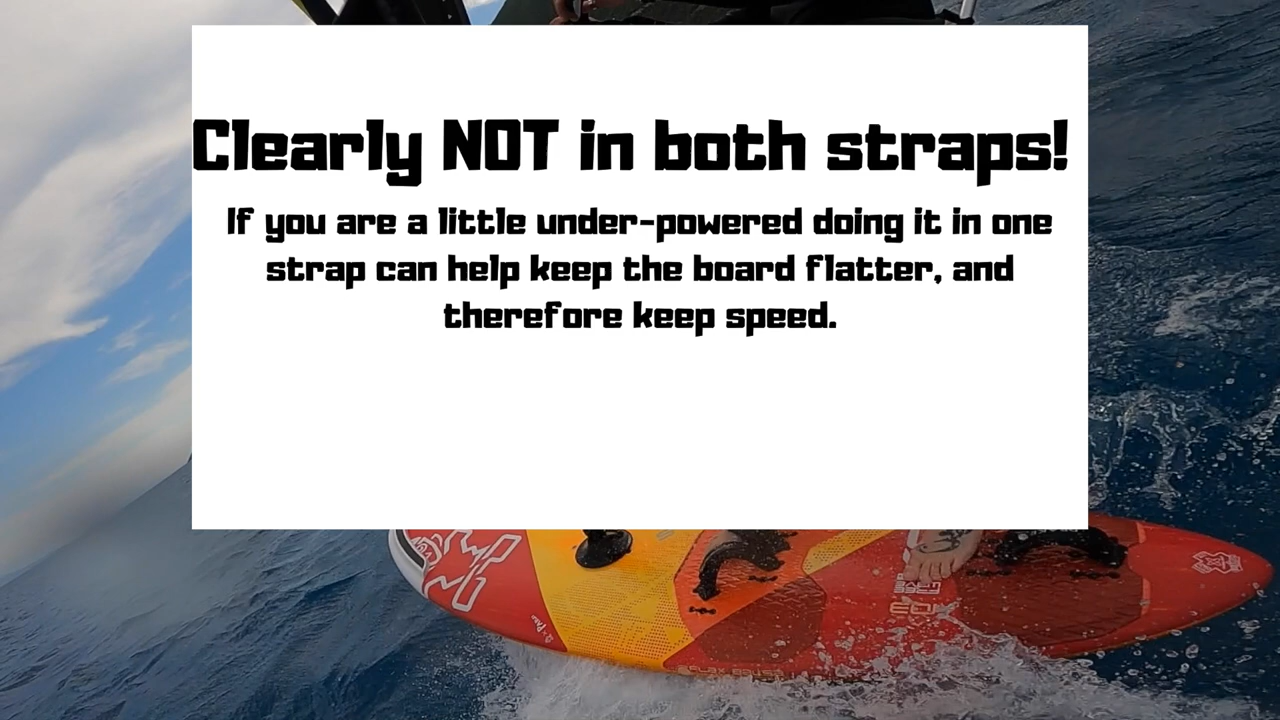 Clearly NOT in both straps!
If you are a little under-powered doing it in one
strap can help keep the board flatter, and
therefore keep speed.